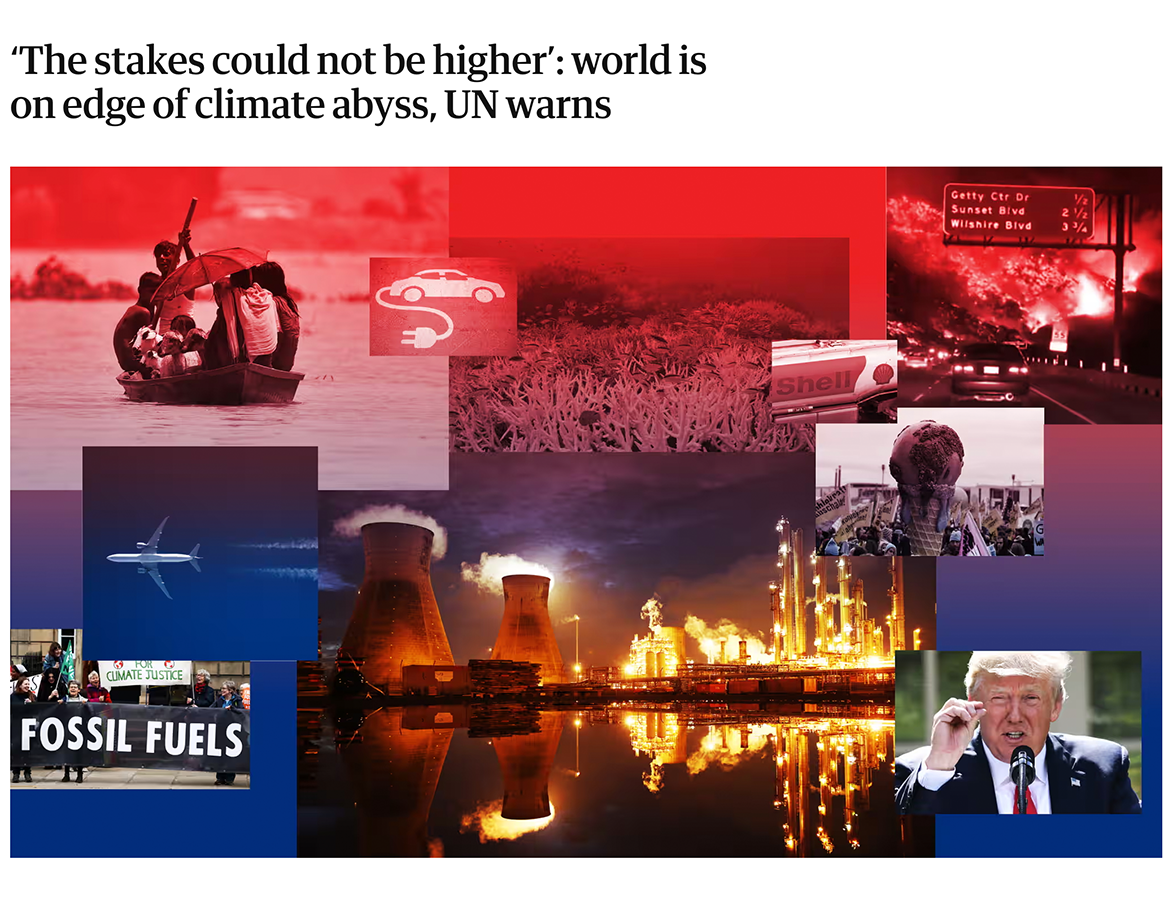 ‘The stakes could not be higher’: world is
on edge of climate abyss, UN warns
Getty Ctr Dr ½
Sunset Blvd 2 ½
Wilshire Blvd 3 ¾
Shell
55
FOR
CLIMATE JUSTICE
FOSSIL FUELS